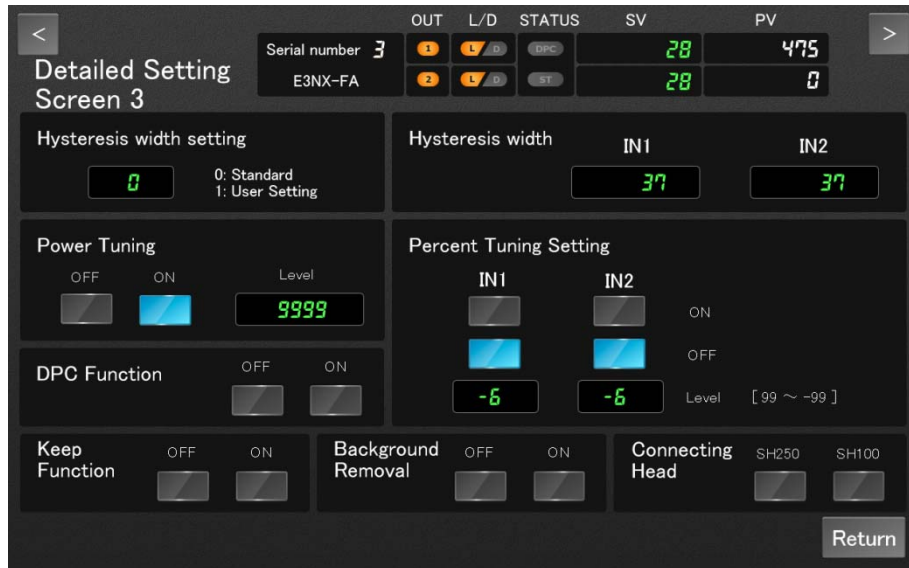 <
OUT L/D STATUS SV PV
>
Serial number 3 1 L / D DPC 28 475
E3NX-FA 2 L / D ST 28 0
Detailed Setting
Screen 3
Hysteresis width setting
0
0: Standard
1: User Setting
Hysteresis width IN1 IN2
37 37
Power Tuning
OFF ON Level
9999
Percent Tuning Setting
IN1 IN2
ON
OFF
-6 -6 Level [99 ~ -99]
DPC Function OFF ON
Keep
Function
OFF ON
Background
Removal
OFF ON
Connecting
Head
SH250 SH100
Return